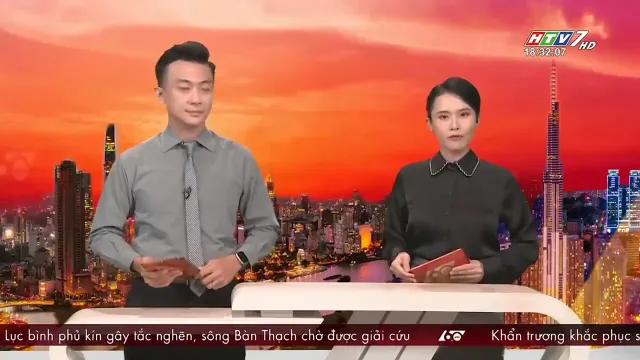 HTV7 HD
18:32:07
Lục bình phủ kín gây tắc nghẽn, sông Bàn Thạch chờ được giải cứu 60 Khẩn trương khắc phục s